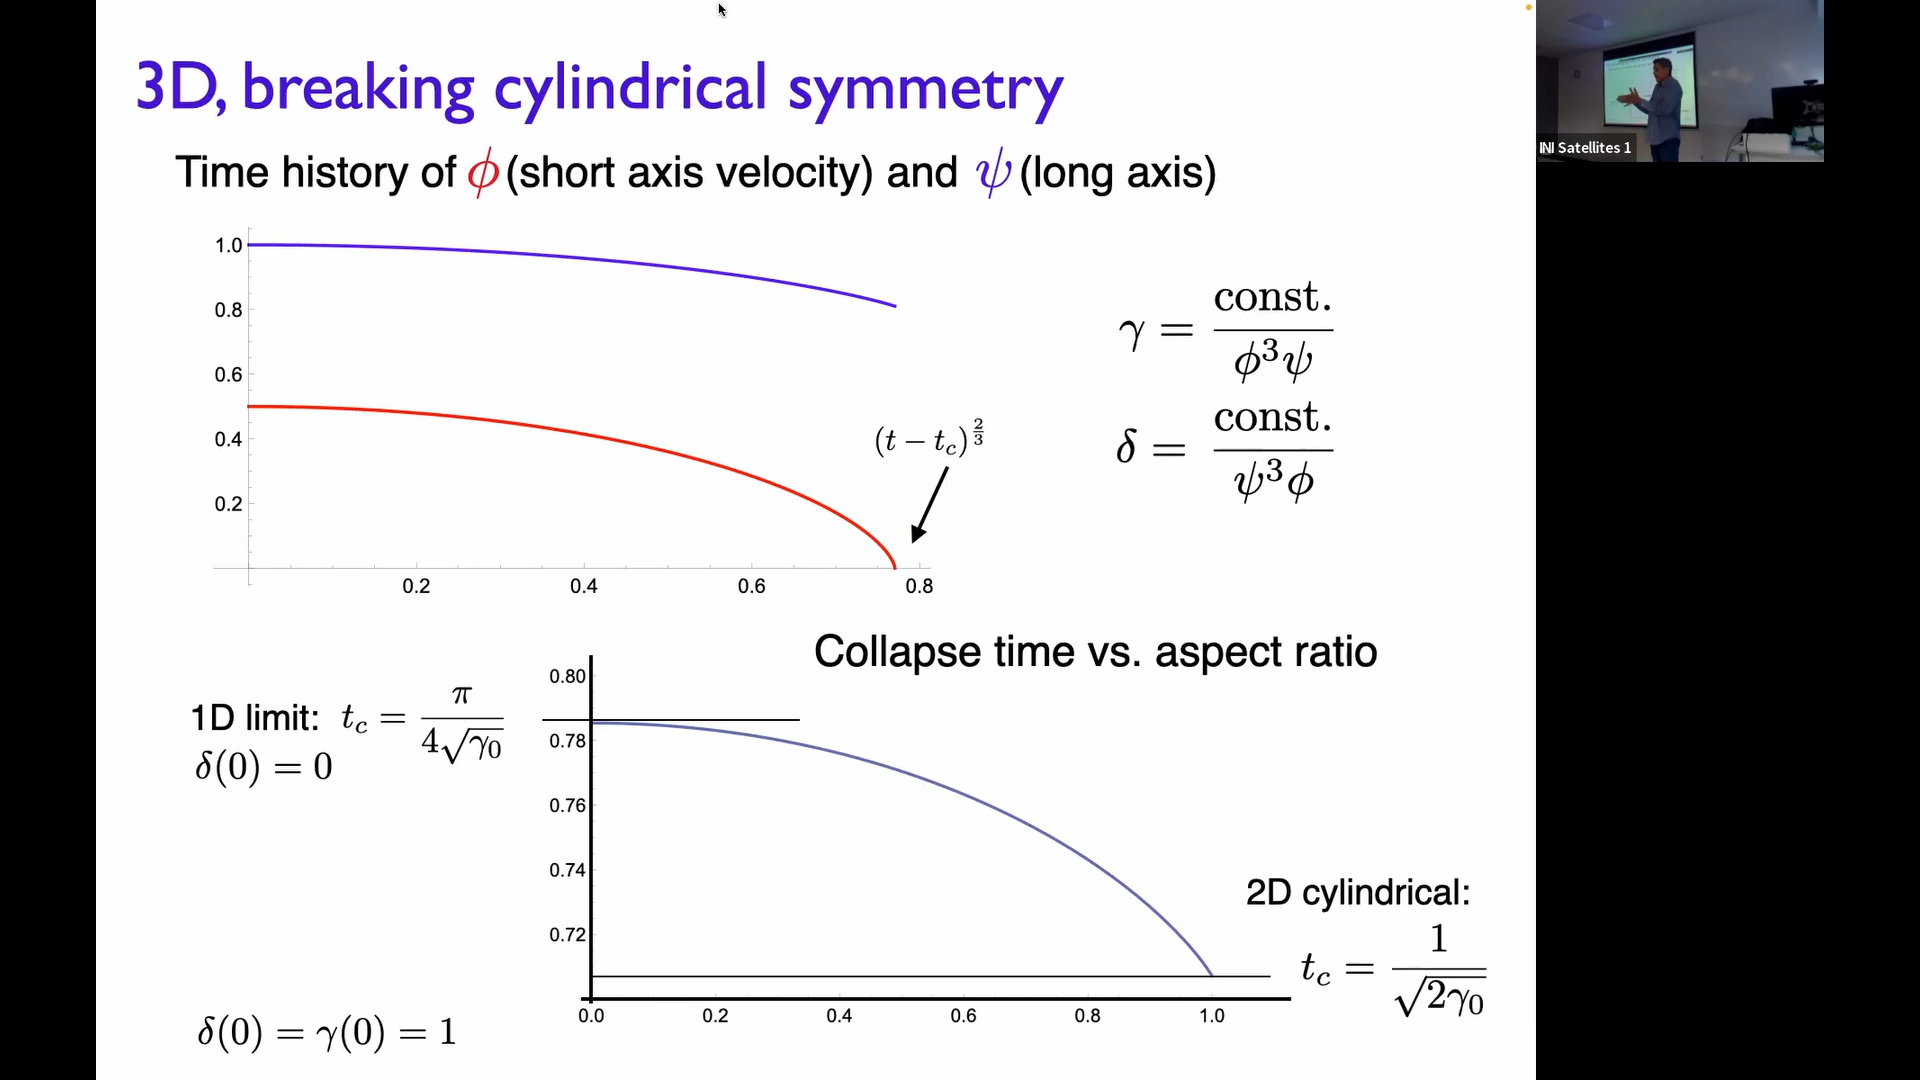 3D, breaking cylindrical symmetry
Time history of ϕ (short axis velocity) and ψ (long axis)
1.0
0.8
0.6
0.4
0.2
0.2 0.4 0.6 0.8
(t − t_c)^{2/3}
γ = const. / ϕ³ψ
δ = const. / ψ³ϕ
Collapse time vs. aspect ratio
1D limit: t_c = π / 4√γ₀
δ(0) = 0
0.80
0.78
0.76
0.74
0.72
0.0 0.2 0.4 0.6 0.8 1.0
2D cylindrical:
t_c = 1 / √2γ₀
δ(0) = γ(0) = 1
INI Satellites 1